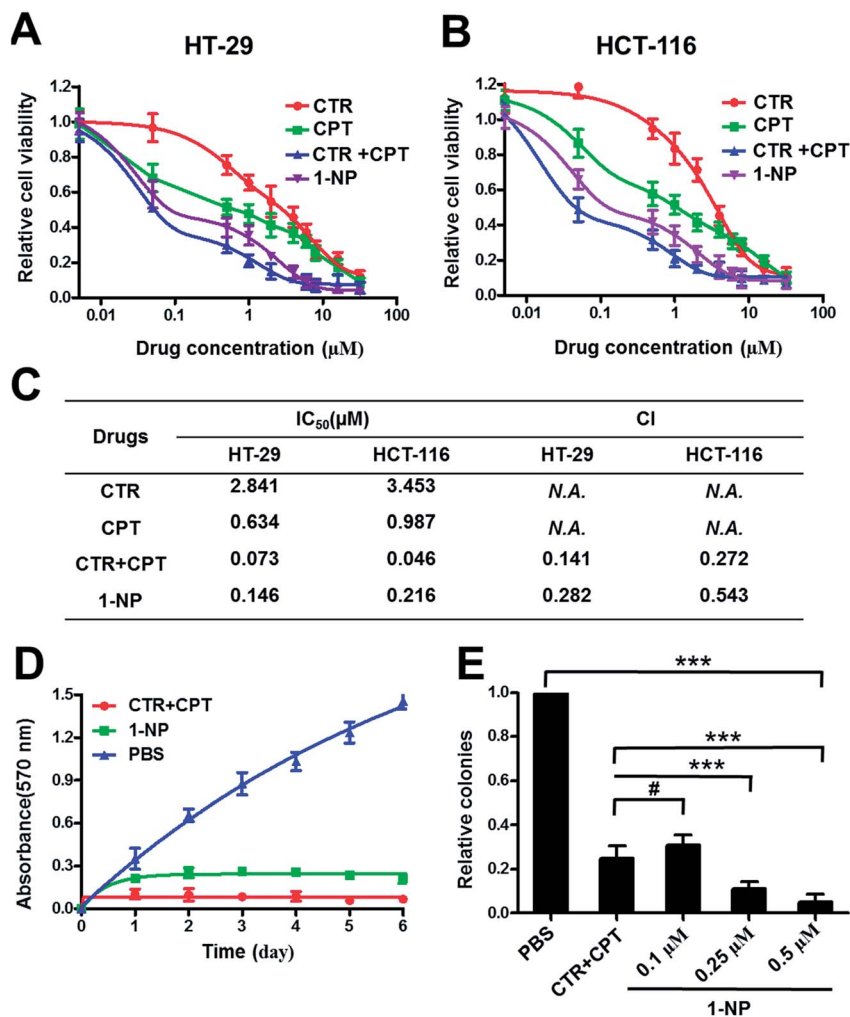 A
HT-29
1.2
1.0
0.8
0.6
0.4
0.2
0.0
Relative cell viability
CTR
CPT
CTR +CPT
1-NP
0.01
0.1
1
10
100
Drug concentration (µM)
B
HCT-116
1.2
1.0
0.8
0.6
0.4
0.2
0.0
Relative cell viability
CTR
CPT
CTR +CPT
1-NP
0.01
0.1
1
10
100
Drug concentration (µM)
C
Drugs IC50(µM) CI
HT-29 HCT-116 HT-29 HCT-116
CTR 2.841 3.453 N.A. N.A.
CPT 0.634 0.987 N.A. N.A.
CTR+CPT 0.073 0.046 0.141 0.272
1-NP 0.146 0.216 0.282 0.543
D
1.5
1.2
0.9
0.6
0.3
0.0
Absorbance(570 nm)
CTR+CPT
1-NP
PBS
0 1 2 3 4 5 6
Time (day)
E
1.0
0.8
0.6
0.4
0.2
0.0
Relative colonies
***
***
***
#
PBS
CTR+CPT
0.1 µM
0.25 µM
0.5 µM
1-NP